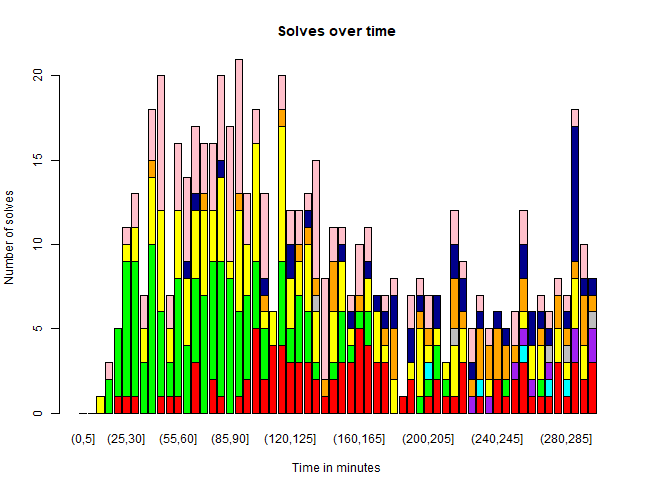 Solves over time
Number of solves
20
15
10
5
0
(0,5] (25,30] (55,60] (85,90] (120,125] (160,165] (200,205] (240,245] (280,285]
Time in minutes